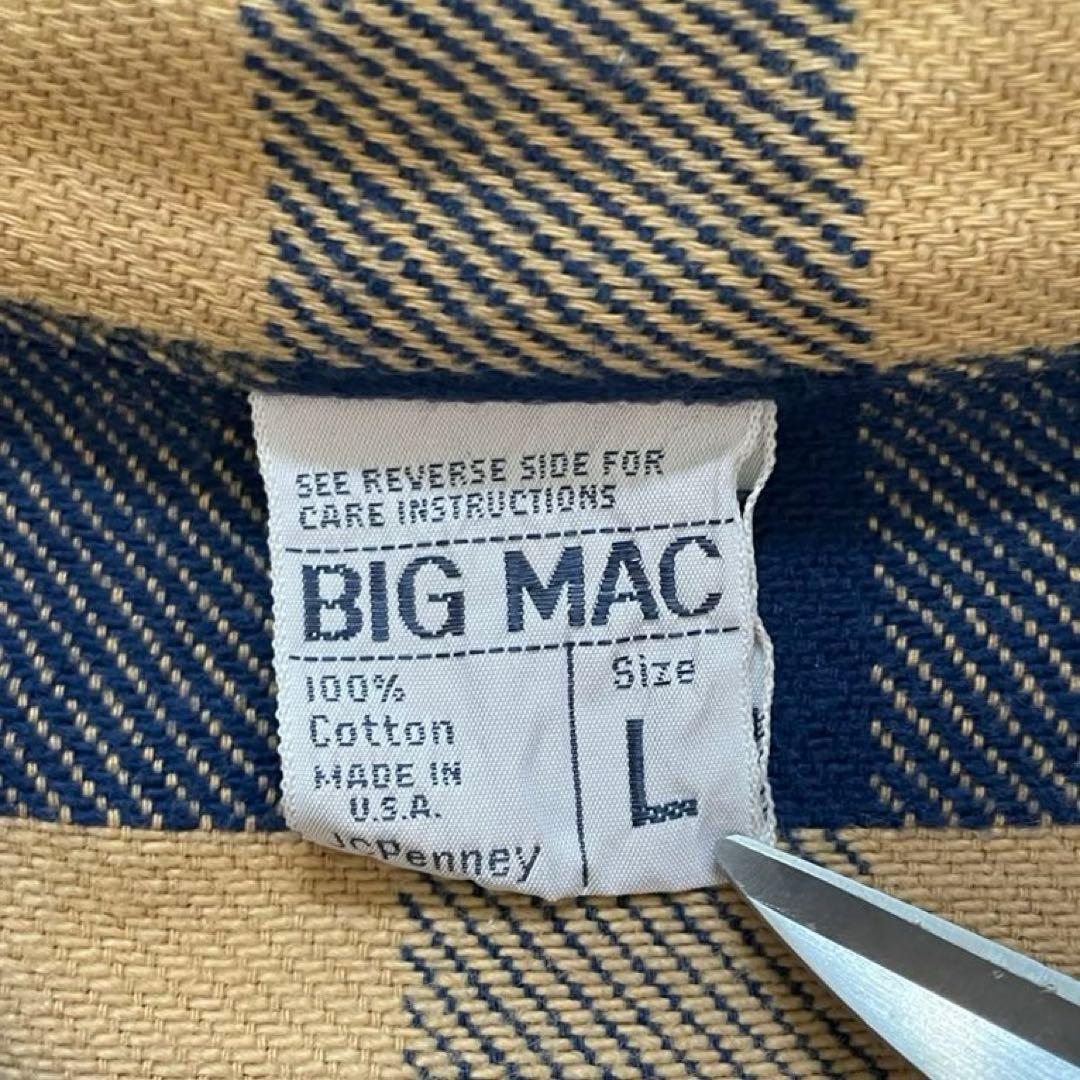 SEE REVERSE SIDE FOR
CARE INSTRUCTIONS
BIG MAC
100%
Cotton
MADE IN
U.S.A.
JCPenney
Size
L